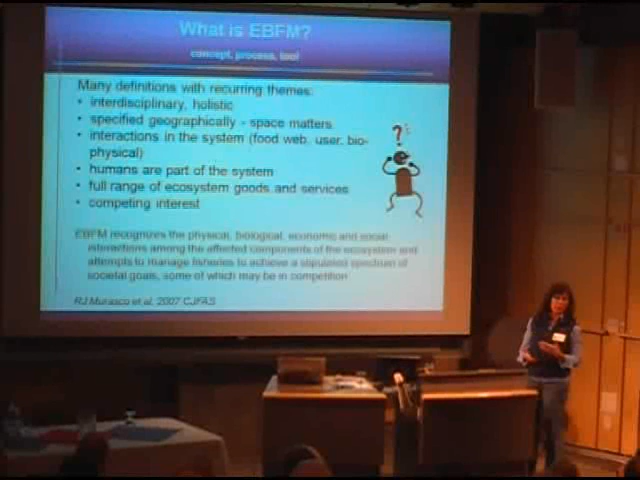 What is EBFM?
concept, process, tool
Many definitions with recurring themes:
• interdisciplinary, holistic
• specified geographically - space matters
• interactions in the system (food web, user, bio-
physical)
• humans are part of the system
• full range of ecosystem goods and services
• competing interest
?
EBFM recognizes the physical, biological, economic and social
interactions among the affected components of the ecosystem and
attempts to manage fisheries to achieve a stipulated spectrum of
societal goals, some of which may be in competition
RJ Murasco et al. 2007 CJFAS